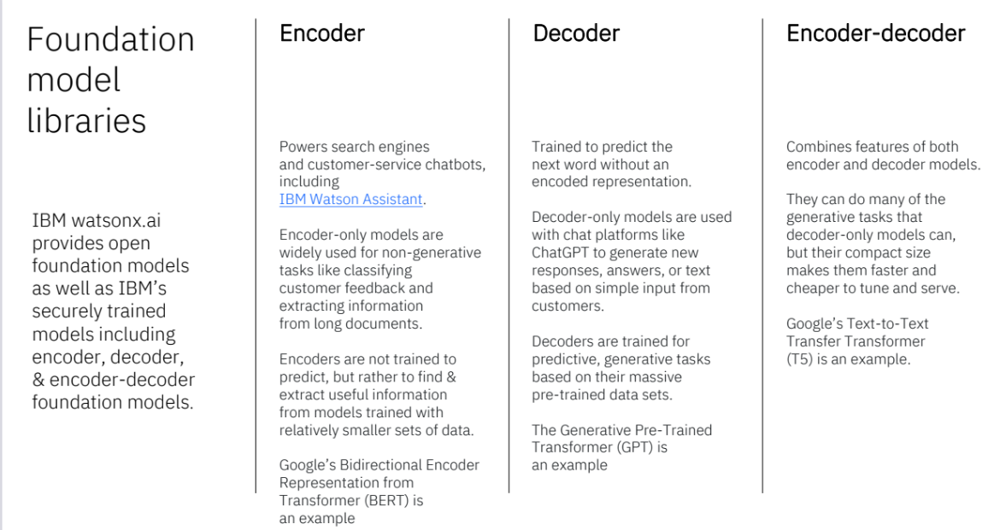 Foundation
model
libraries
IBM watsonx.ai
provides open
foundation models
as well as IBM’s
securely trained
models including
encoder, decoder,
& encoder-decoder
foundation models.
Encoder
Powers search engines
and customer-service chatbots,
including
IBM Watson Assistant.
Encoder-only models are
widely used for non-generative
tasks like classifying
customer feedback and
extracting information
from long documents.
Encoders are not trained to
predict, but rather to find &
extract useful information
from models trained with
relatively smaller sets of data.
Google’s Bidirectional Encoder
Representation from
Transformer (BERT) is
an example
Decoder
Trained to predict the
next word without an
encoded representation.
Decoder-only models are used
with chat platforms like
ChatGPT to generate new
responses, answers, or text
based on simple input from
customers.
Decoders are trained for
predictive, generative tasks
based on their massive
pre-trained data sets.
The Generative Pre-Trained
Transformer (GPT) is
an example
Encoder-decoder
Combines features of both
encoder and decoder models.
They can do many of the
generative tasks that
decoder-only models can,
but their compact size
makes them faster and
cheaper to tune and serve.
Google’s Text-to-Text
Transfer Transformer
(T5) is an example.